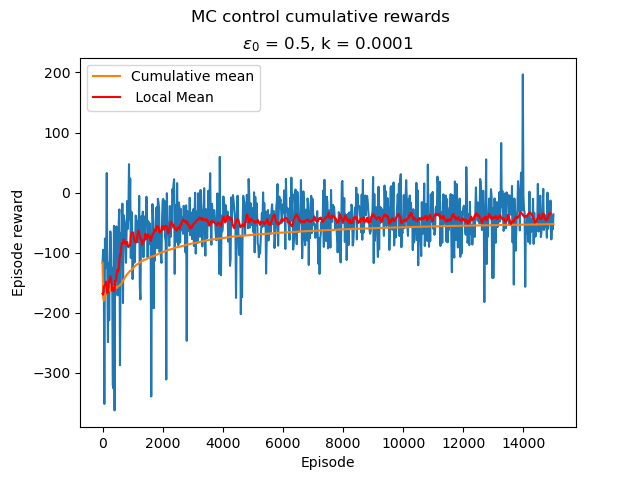 MC control cumulative rewards
ε₀ = 0.5, k = 0.0001
Cumulative mean
Local Mean
Episode reward
200
100
0
−100
−200
−300
0 2000 4000 6000 8000 10000 12000 14000
Episode